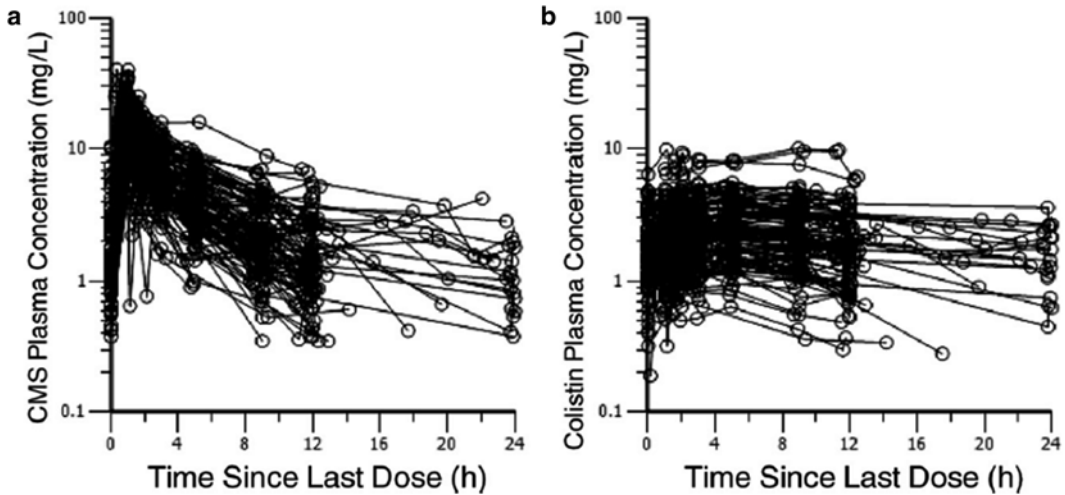 a
CMS Plasma Concentration (mg/L)
100
10
1
0.1
0 4 8 12 16 20 24
Time Since Last Dose (h)
b
Colistin Plasma Concentration (mg/L)
100
10
1
0.1
0 4 8 12 16 20 24
Time Since Last Dose (h)